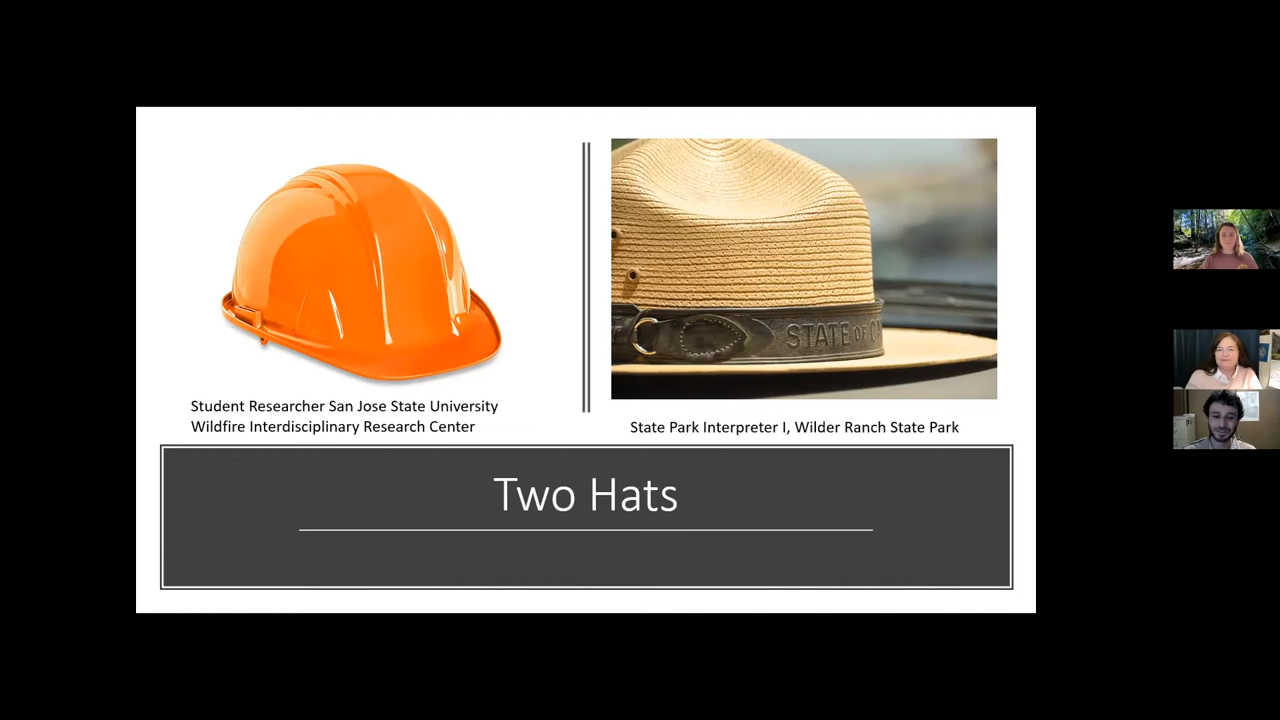 STATE OF CA
Student Researcher San Jose State University
Wildfire Interdisciplinary Research Center
State Park Interpreter I, Wilder Ranch State Park
Two Hats